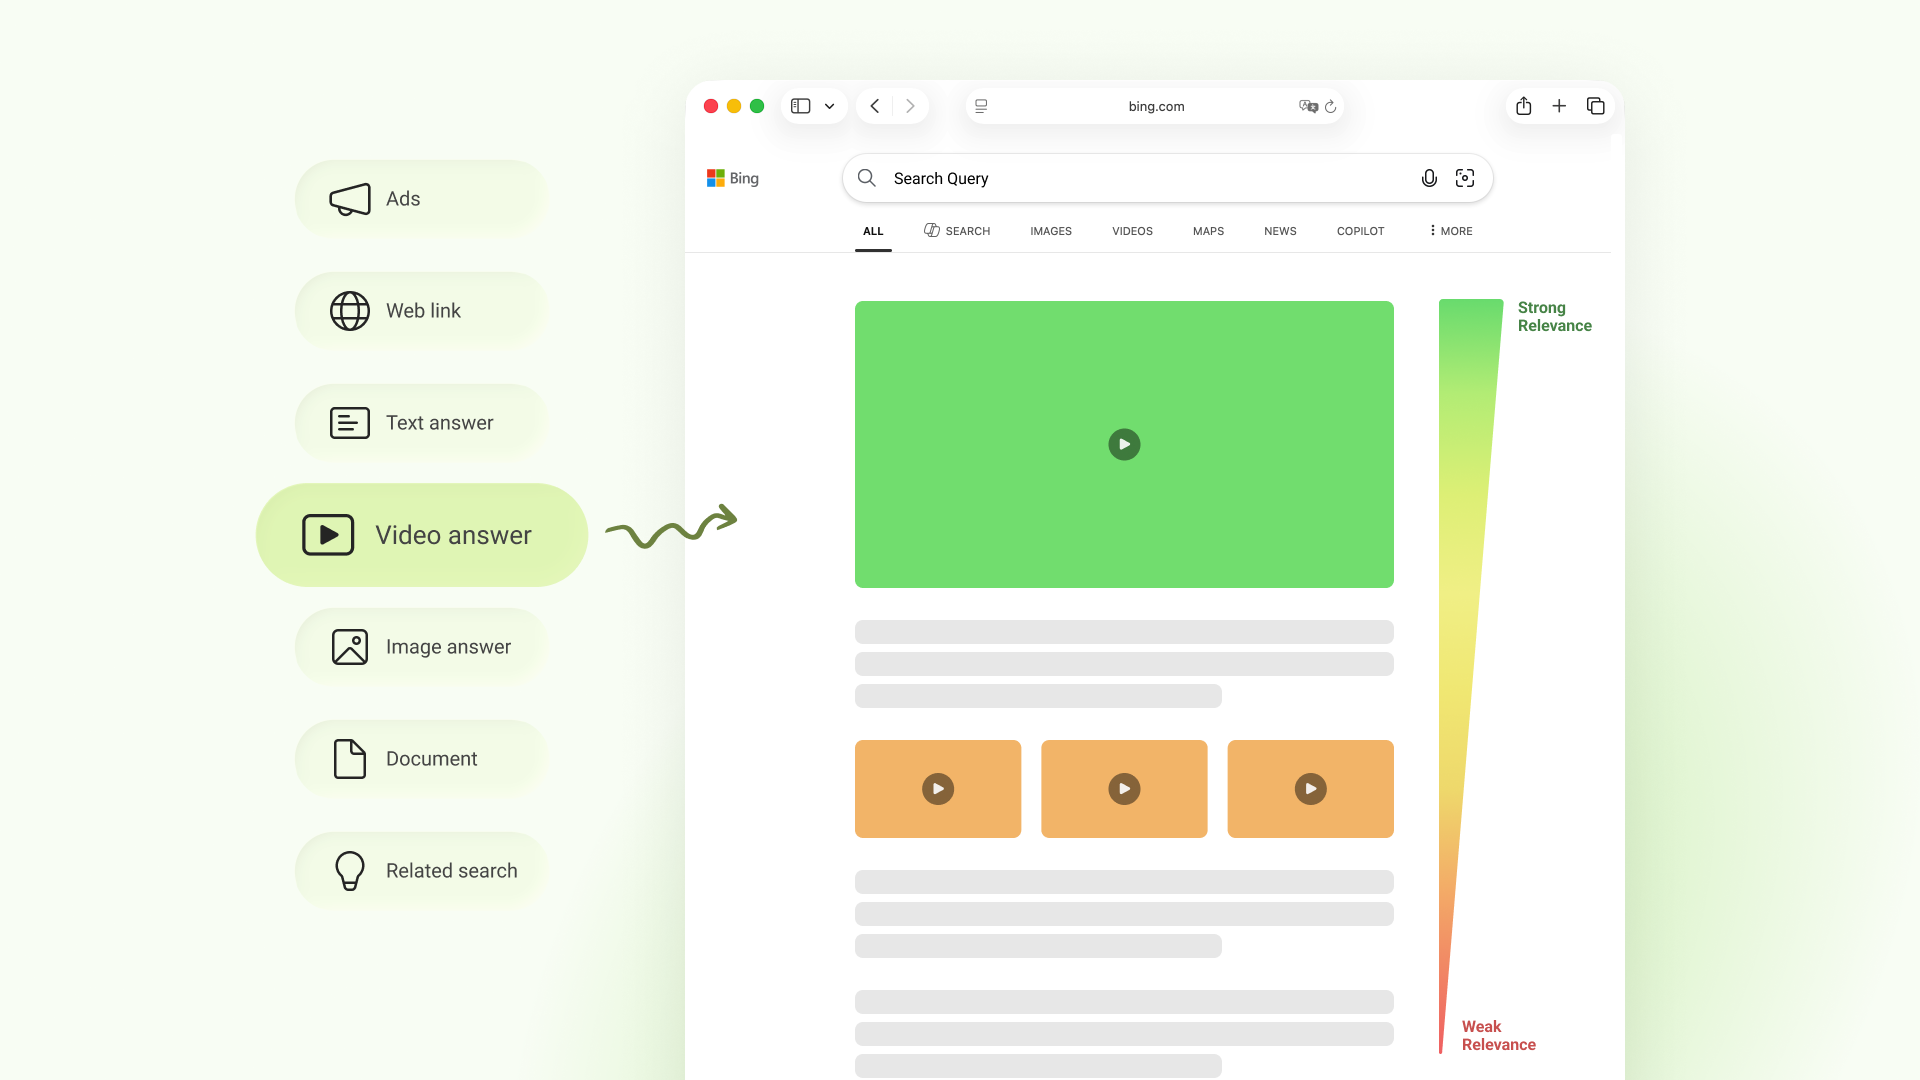 Ads
Web link
Text answer
Video answer
Image answer
Document
Related search
bing.com
Bing
Search Query
ALL
SEARCH
IMAGES
VIDEOS
MAPS
NEWS
COPILOT
MORE
Strong
Relevance
Weak
Relevance